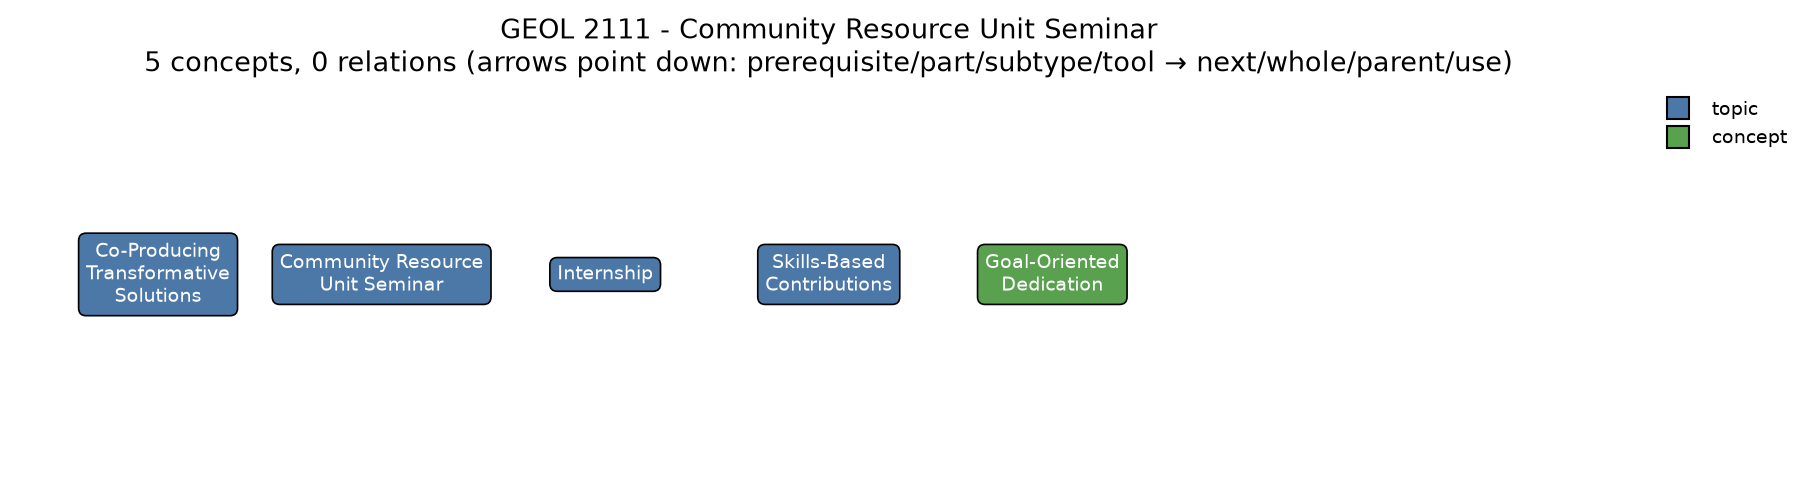 GEOL 2111 - Community Resource Unit Seminar
5 concepts, 0 relations (arrows point down: prerequisite/part/subtype/tool → next/whole/parent/use)
topic
concept
Co-Producing
Transformative
Solutions
Community Resource
Unit Seminar
Internship
Skills-Based
Contributions
Goal-Oriented
Dedication